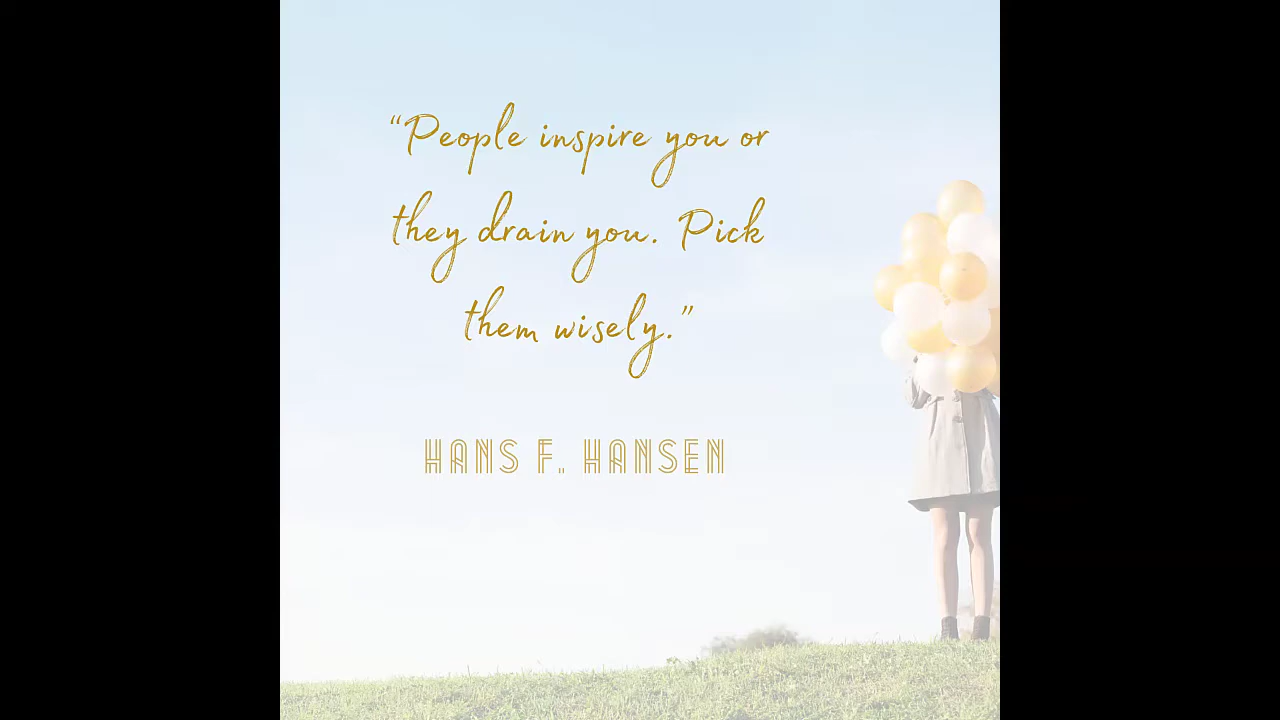 “People inspire you or
they drain you. Pick
them wisely.”
HANS F. HANSEN